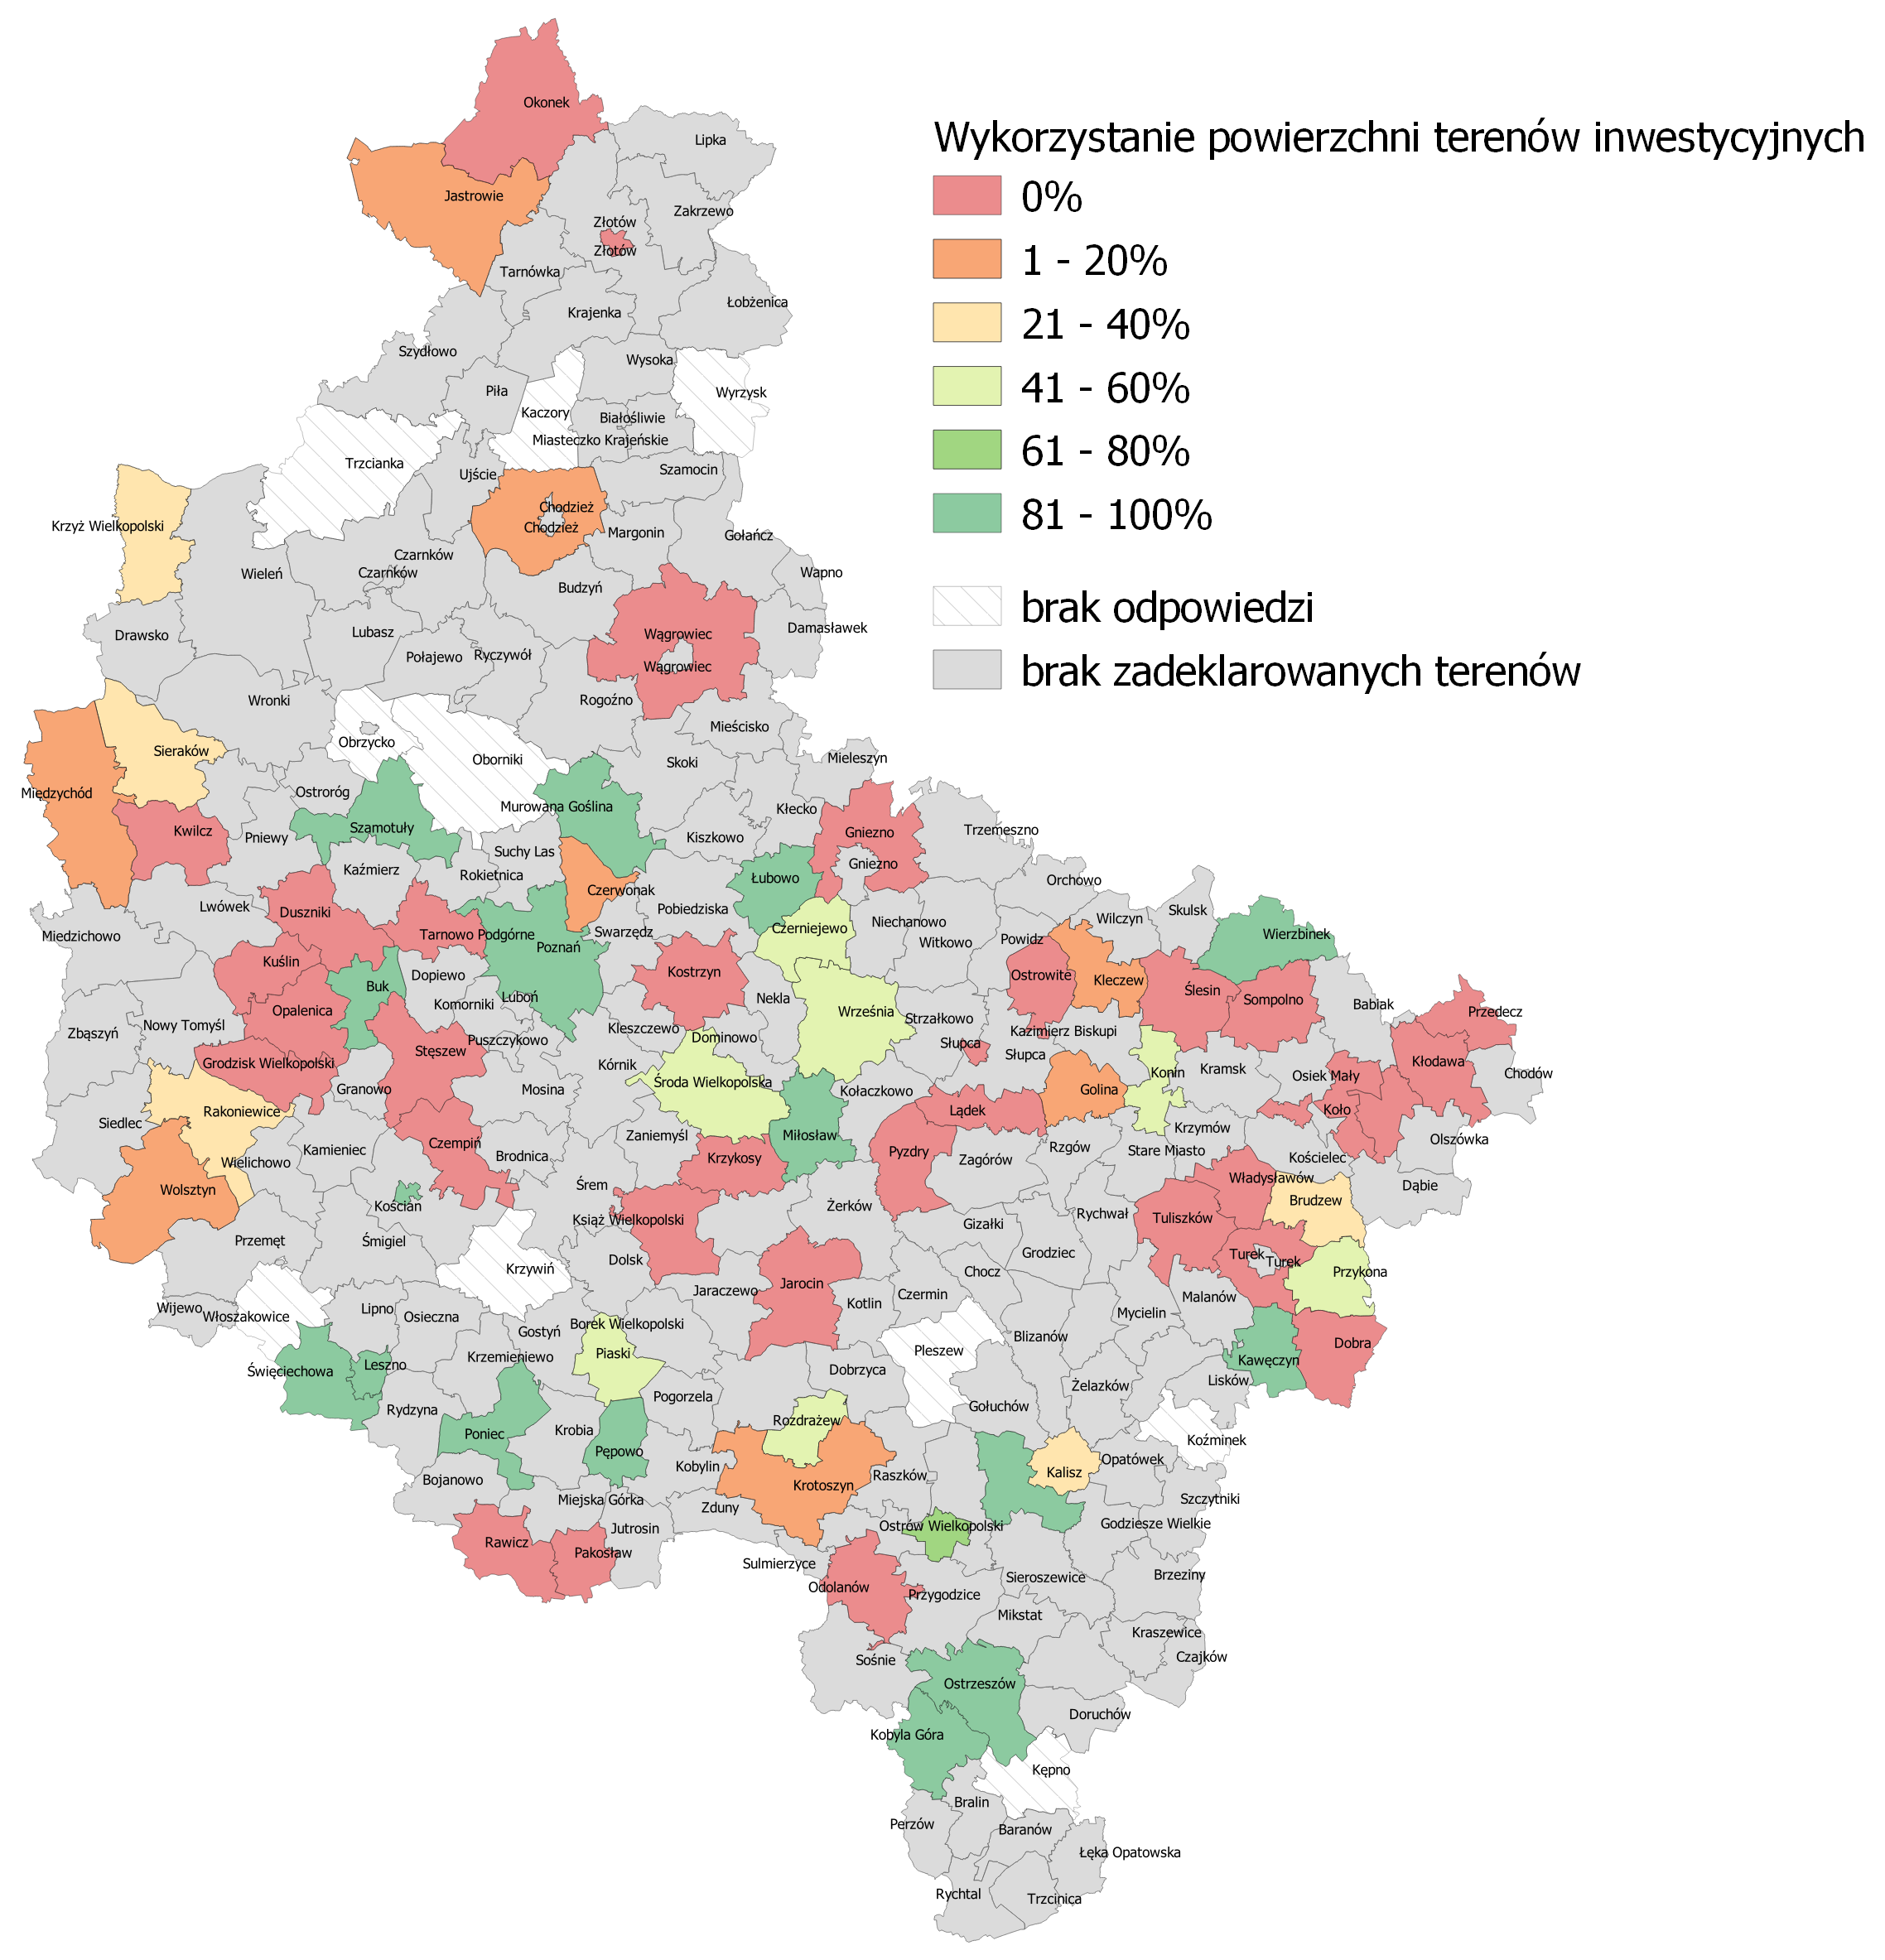 Wykorzystanie powierzchni terenów inwestycyjnych
0%
1 - 20%
21 - 40%
41 - 60%
61 - 80%
81 - 100%
brak odpowiedzi
brak zadeklarowanych terenów
Okonek
Lipka
Jastrowie
Zakrzewo
Złotów
Złotów
Tarnówka
Łobżenica
Krajenka
Szydłowo
Wysoka
Piła
Wyrzysk
Kaczory
Białośliwie
Miasteczko Krajeńskie
Trzcianka
Ujście
Szamocin
Chodzież
Chodzież
Krzyż Wielkopolski
Margonin
Gołańcz
Czarnków
Czarnków
Wieleń
Wapno
Budzyń
Drawsko
Lubasz
Wągrowiec
Damasławek
Połajewo
Ryczywół
Wągrowiec
Wronki
Rogoźno
Mieścisko
Obrzycko
Sieraków
Oborniki
Skoki
Mieleszyn
Międzychód
Ostroróg
Murowana Goślina
Kłecko
Kwilcz
Pniewy
Szamotuły
Kiszkowo
Gniezno
Trzemeszno
Suchy Las
Kaźmierz
Rokietnica
Gniezno
Czerwonak
Łubowo
Orchowo
Lwówek
Duszniki
Pobiedziska
Niechanowo
Wilczyn
Skulsk
Miedzichowo
Tarnowo Podgórne
Swarzędz
Czerniejewo
Witkowo
Powidz
Wierzbinek
Poznań
Kuślin
Dopiewo
Kostrzyn
Ostrowite
Kleczew
Ślesin
Sompolno
Buk
Luboń
Komorniki
Nekla
Września
Babiak
Przedecz
Opalenica
Zbąszyń
Nowy Tomyśl
Strzałkowo
Kleszczewo
Kazimierz Biskupi
Puszczykowo
Dominowo
Słupca
Słupca
Stęszew
Grodzisk Wielkopolski
Kórnik
Kłodawa
Chodów
Granowo
Mosina
Środa Wielkopolska
Kołaczkowo
Golina
Konin
Kramsk
Osiek Mały
Siedlec
Rakoniewice
Lądek
Koło
Krzymów
Olszówka
Kamieniec
Czempiń
Zaniemyśl
Miłosław
Rzgów
Stare Miasto
Kościelec
Wielichowo
Brodnica
Krzykosy
Pyzdry
Zagórów
Wolsztyn
Śrem
Władysławów
Dąbie
Kościan
Żerków
Brudzew
Książ Wielkopolski
Gizałki
Rychwał
Tuliszków
Przemęt
Śmigiel
Dolsk
Grodziec
Turek
Turek
Krzywiń
Jarocin
Chocz
Przykona
Jaraczewo
Czermin
Malanów
Wijewo
Włoszakowice
Lipno
Osieczna
Kotlin
Mycielin
Gostyń
Borek Wielkopolski
Blizanów
Piaski
Pleszew
Dobra
Krzemieniewo
Święciechowa
Leszno
Dobrzyca
Kawęczyn
Lisków
Pogorzela
Żelazków
Rydzyna
Gołuchów
Rozdrażew
Krobia
Poniec
Koźminek
Pępowo
Opatówek
Kobylin
Kalisz
Bojanowo
Raszków
Krotoszyn
Miejska Górka
Zduny
Szczytniki
Jutrosin
Ostrów Wielkopolski
Godziesze Wielkie
Rawicz
Pakosław
Sulmierzyce
Odolanów
Przygodzice
Sieroszewice
Brzeziny
Mikstat
Kraszewice
Sośnie
Czajków
Ostrzeszów
Doruchów
Kobyla Góra
Kępno
Bralin
Perzów
Baranów
Łęka Opatowska
Rychtal
Trzcinica